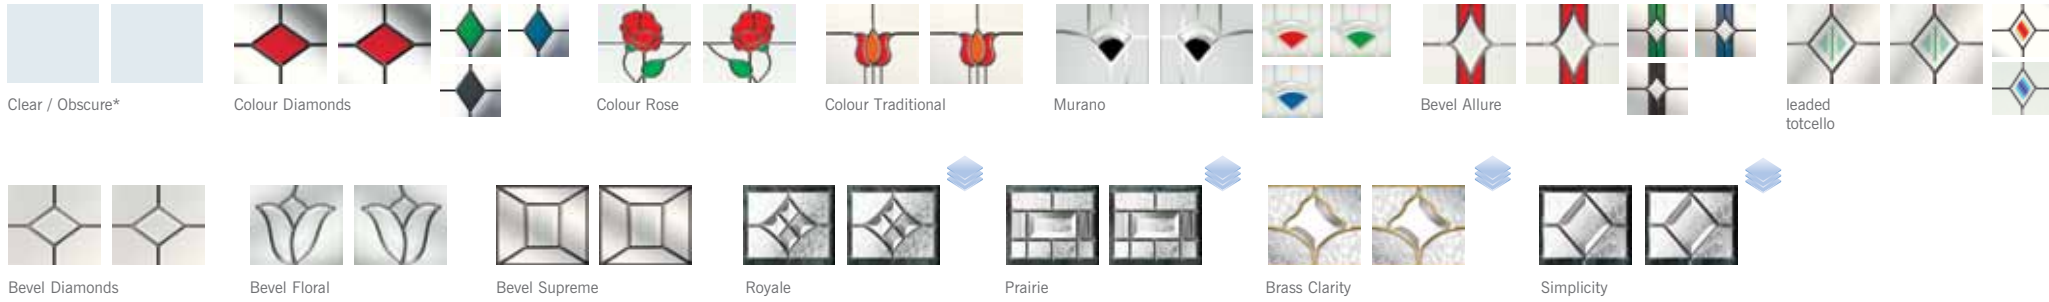 Clear / Obscure*
Colour Diamonds
Colour Rose
Colour Traditional
Murano
Bevel Allure
leaded
totcello
Bevel Diamonds
Bevel Floral
Bevel Supreme
Royale
Prairie
Brass Clarity
Simplicity